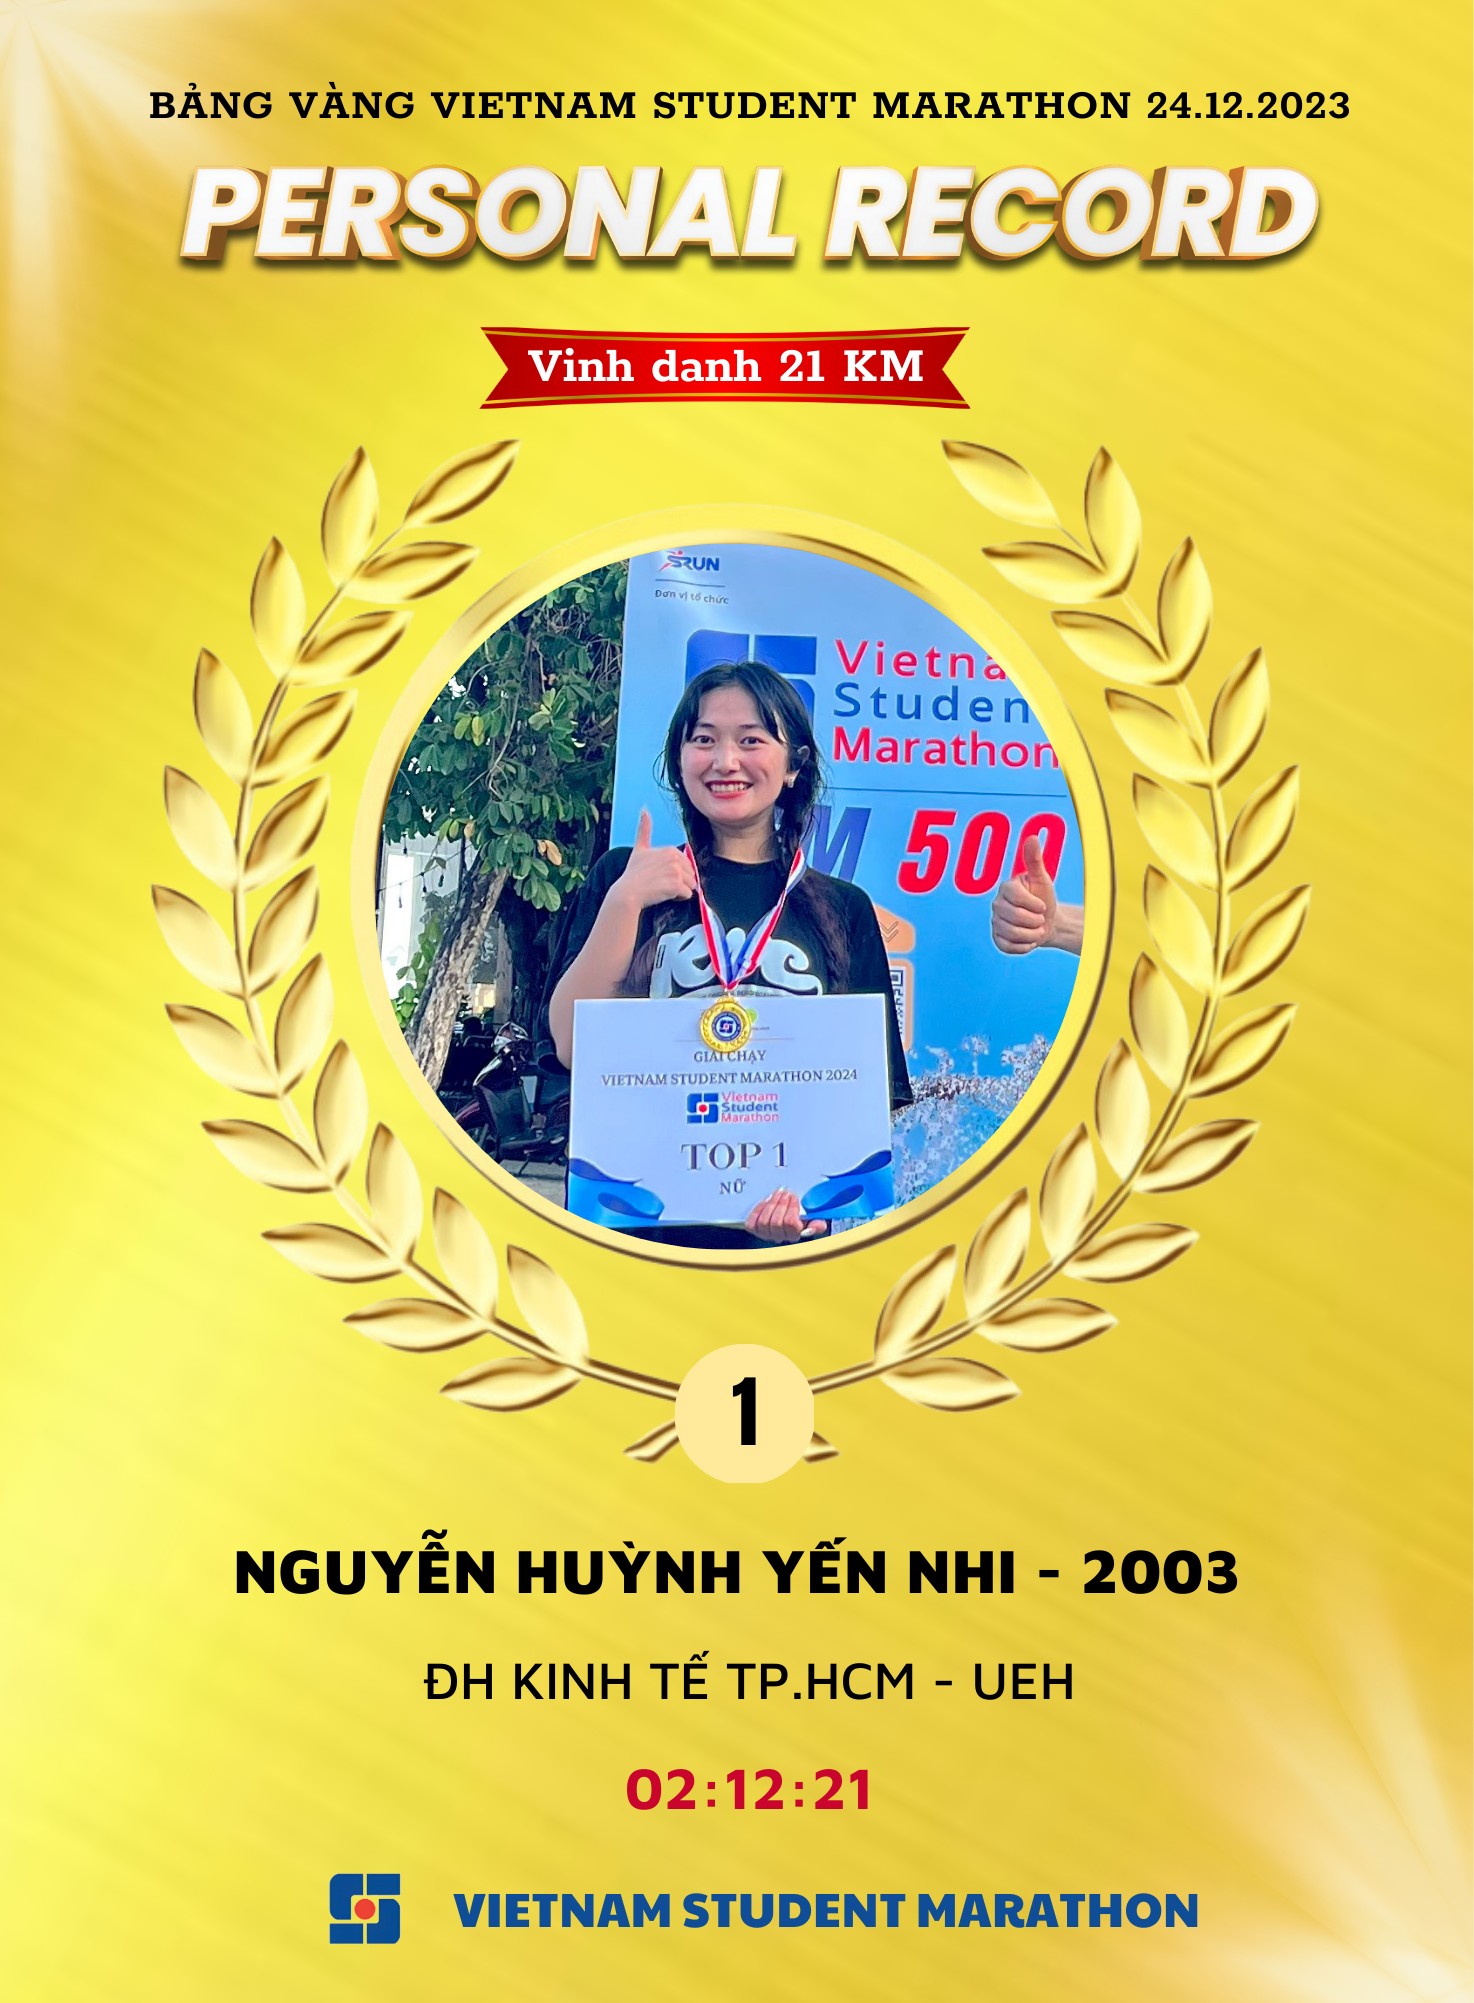 BẢNG VÀNG VIETNAM STUDENT MARATHON 24.12.2023
PERSONAL RECORD
Vinh danh 21 KM
SRUN
Đơn vị tổ chức
Vietna
Studen
Marathon
M 500
GIẢI CHẠY
VIETNAM STUDENT MARATHON 2024
Vietnam
Student
Marathon
TOP 1
NỮ
1
NGUYỄN HUỲNH YẾN NHI - 2003
ĐH KINH TẾ TP.HCM - UEH
02:12:21
VIETNAM STUDENT MARATHON